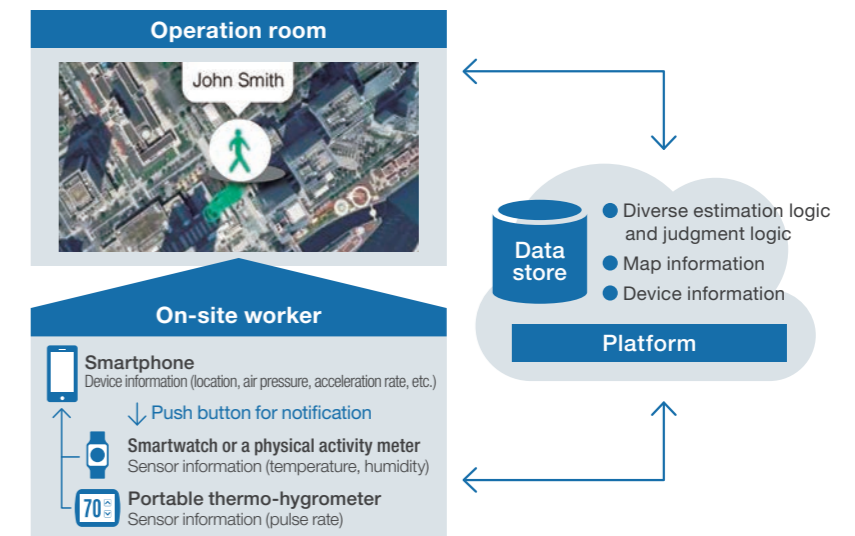 Operation room
John Smith
On-site worker
Smartphone
Device information (location, air pressure, acceleration rate, etc.)
Push button for notification
Smartwatch or a physical activity meter
Sensor information (temperature, humidity)
70
Portable thermo-hygrometer
Sensor information (pulse rate)
Data
store
● Diverse estimation logic
and judgment logic
● Map information
● Device information
Platform